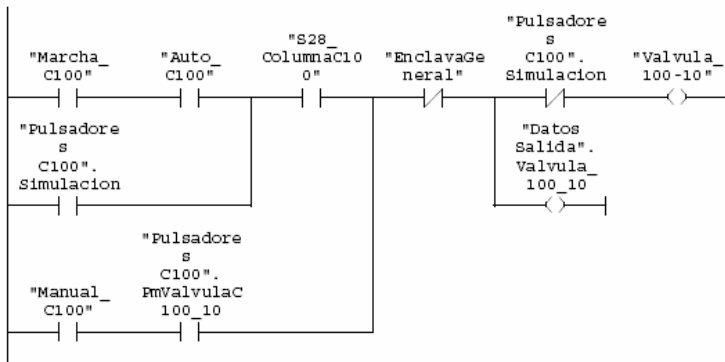 "Marcha_
C100"
"Auto_
C100"
"S28_
ColumnaC10
0"
"EnclavaGe
neral"
"Pulsadore
s
C100".
Simulacion
"Valvula_
100-10"
"Pulsadore
s
C100".
Simulacion
"Datos
Salida".
Valvula_
100_10
"Manual_
C100"
"Pulsadore
s
C100".
PmValvulaC
100_10